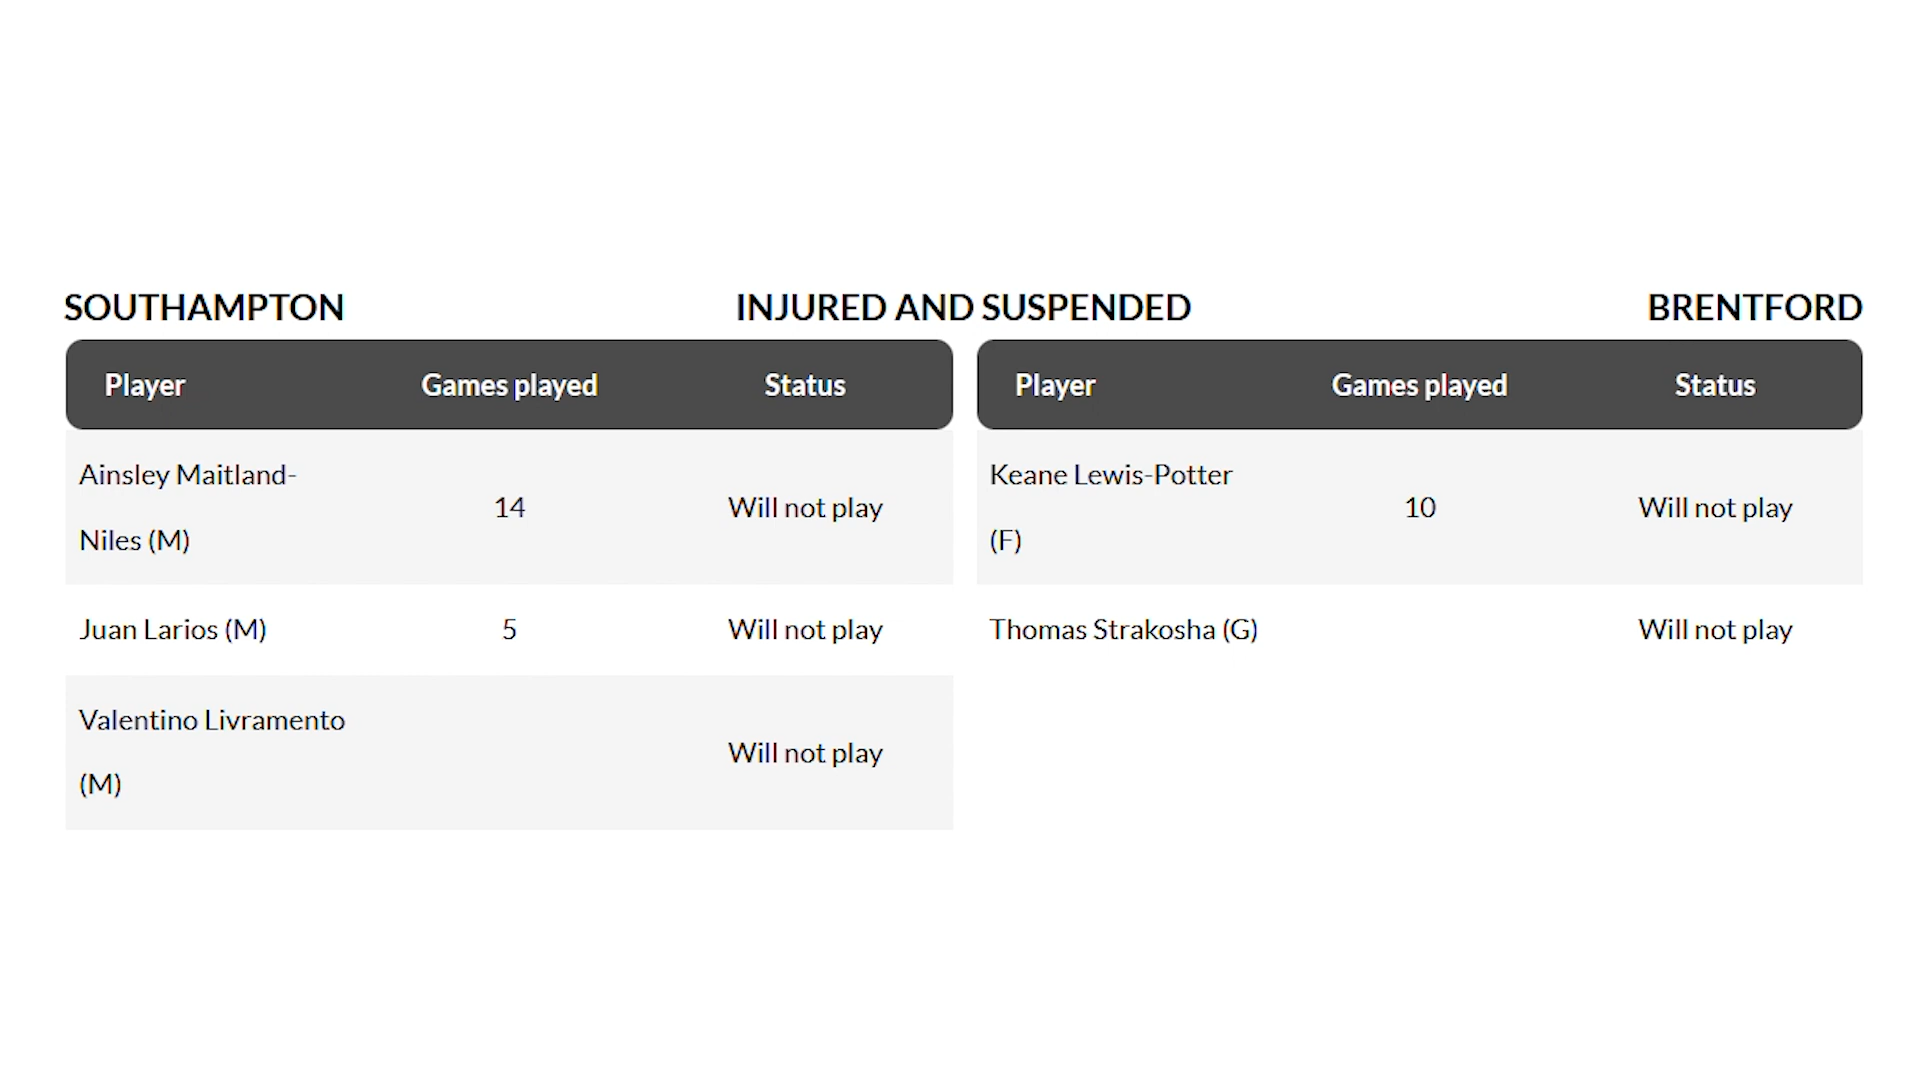 SOUTHAMPTON INJURED AND SUSPENDED BRENTFORD
Player Games played Status
Ainsley Maitland-
Niles (M) 14 Will not play
Juan Larios (M) 5 Will not play
Valentino Livramento
(M) Will not play
Player Games played Status
Keane Lewis-Potter
(F) 10 Will not play
Thomas Strakosha (G) Will not play